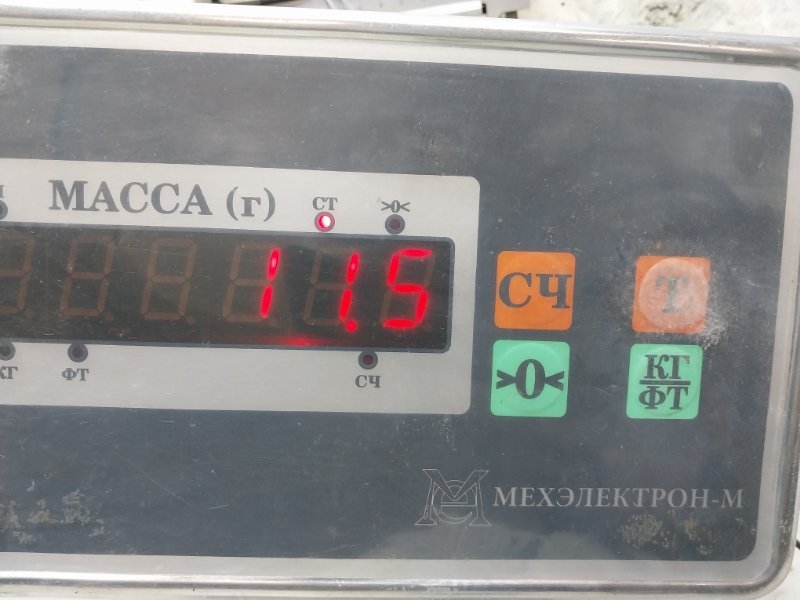 МАССА (г) СТ >0<
11.5
КГ ФТ СЧ
СЧ Т
>0< КГ/ФТ
МЕХЭЛЕКТРОН-М